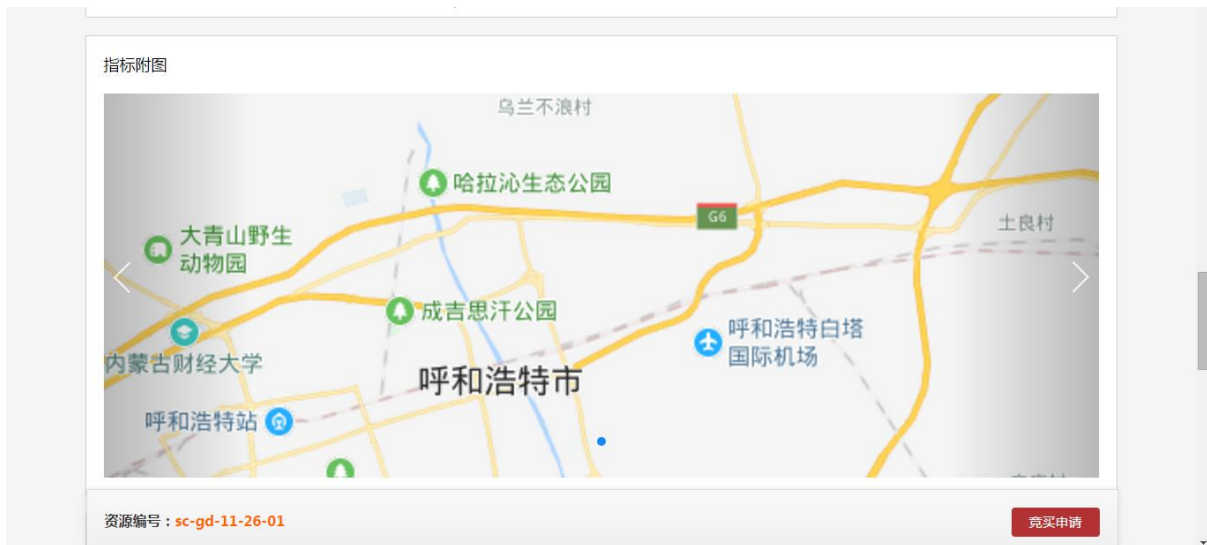 指标附图
乌兰不浪村
哈拉沁生态公园
G6
大青山野生
动物园
土良村
成吉思汗公园
呼和浩特白塔
国际机场
内蒙古财经大学
呼和浩特市
呼和浩特站
资源编号：sc-gd-11-26-01
竞买申请